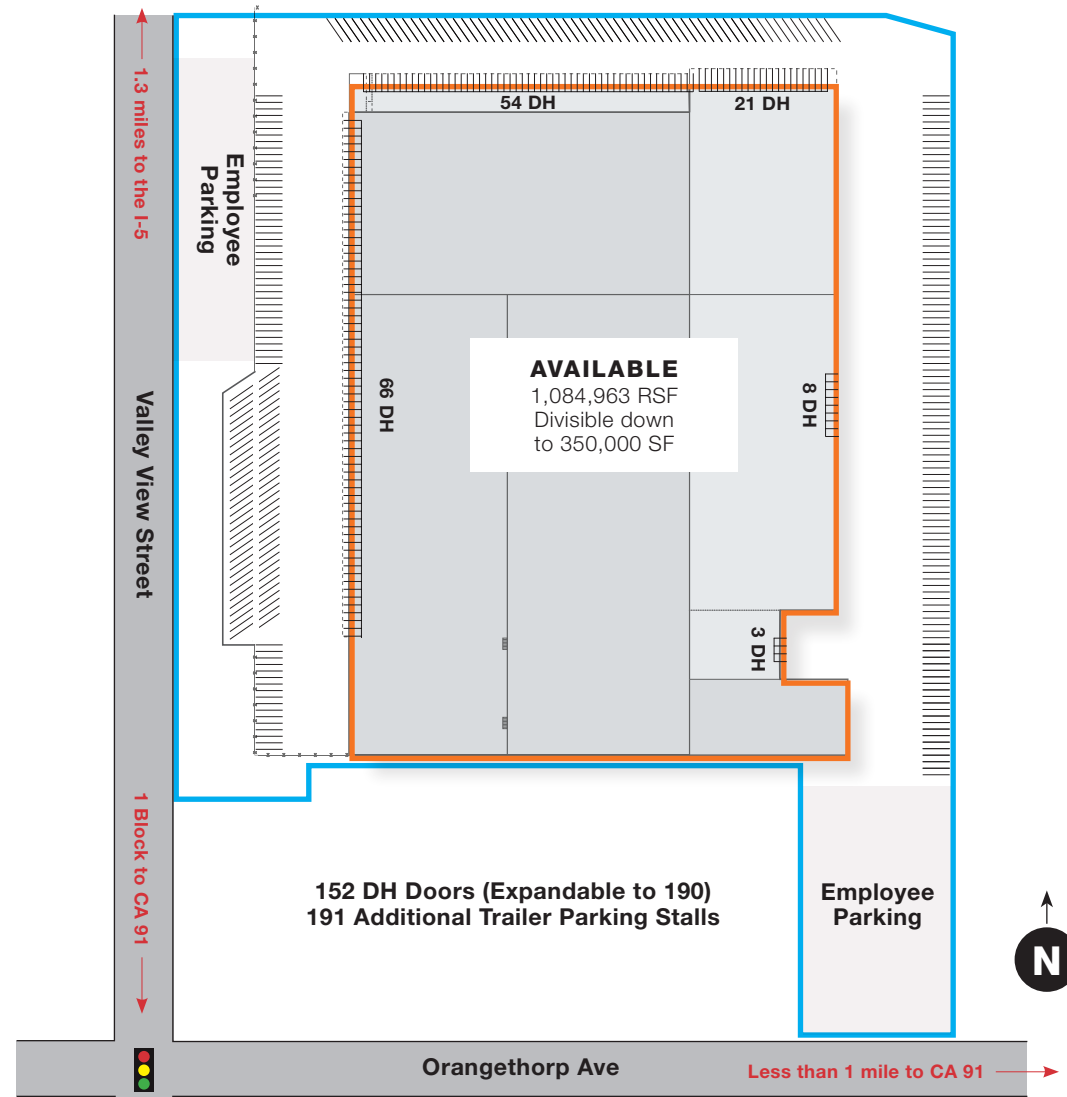 1.3 miles to the I-5
54 DH
21 DH
Employee
Parking
AVAILABLE
1,084,963 RSF
Divisible down
to 350,000 SF
66 DH
8 DH
Valley View Street
3 DH
1 Block to CA 91
152 DH Doors (Expandable to 190)
191 Additional Trailer Parking Stalls
Employee
Parking
N
Orangethorp Ave
Less than 1 mile to CA 91